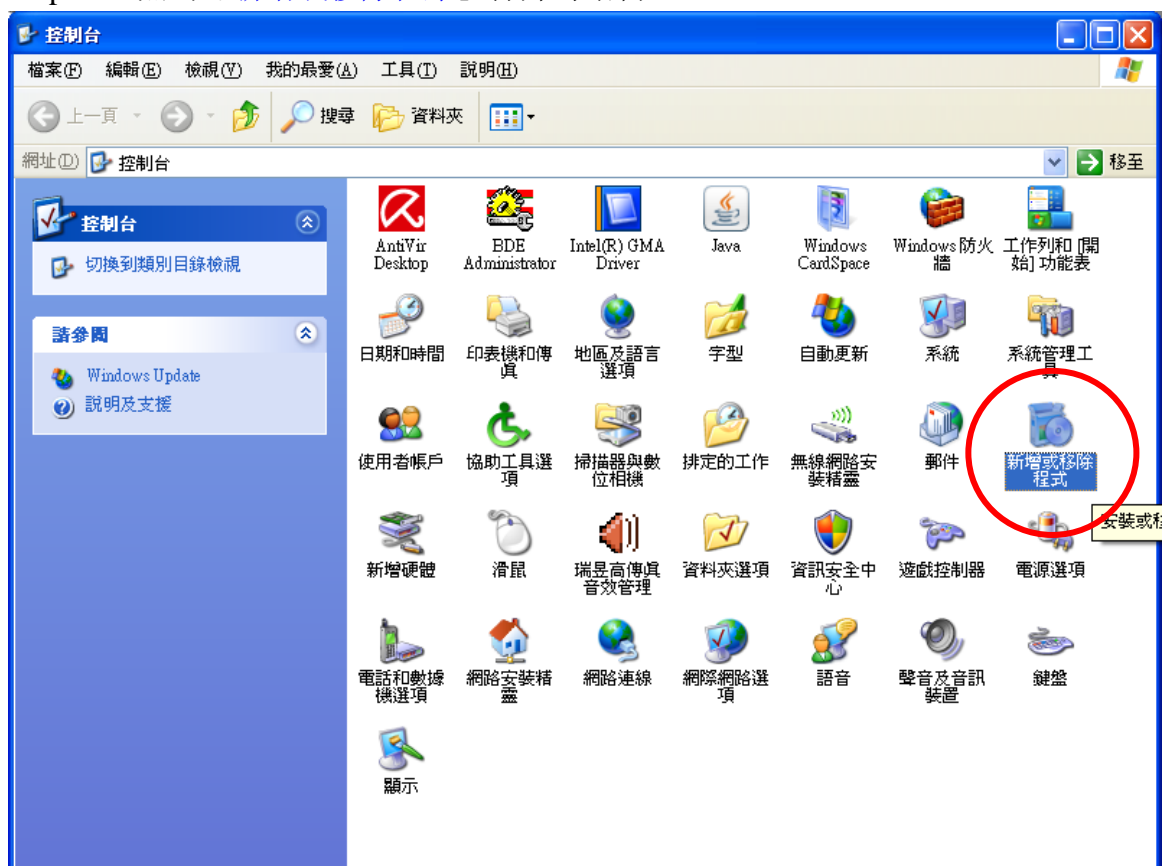 控制台
檔案(F) 編輯(E) 檢視(V) 我的最愛(A) 工具(T) 說明(H)
上一頁 搜尋 資料夾
網址(D) 控制台 移至
控制台
切換到類別目錄檢視
請參閱
Windows Update
說明及支援
AntiVir
Desktop
BDE
Administrator
Intel(R) GMA
Driver
Java
Windows
CardSpace
Windows 防火
牆
工作列和 [開
始] 功能表
日期和時間
印表機和傳
真
地區及語言
選項
字型
自動更新
系統
系統管理工
具
使用者帳戶
協助工具選
項
掃描器與數
位相機
排定的工作
無線網路安
裝精靈
郵件
新增或移除
程式
安裝或
新增硬體
滑鼠
瑞昱高傳真
音效管理
資料夾選項
資訊安全中
心
遊戲控制器
電源選項
電話和數據
機選項
網路安裝精
靈
網路連線
網際網路選
項
語音
聲音及音訊
裝置
鍵盤
顯示